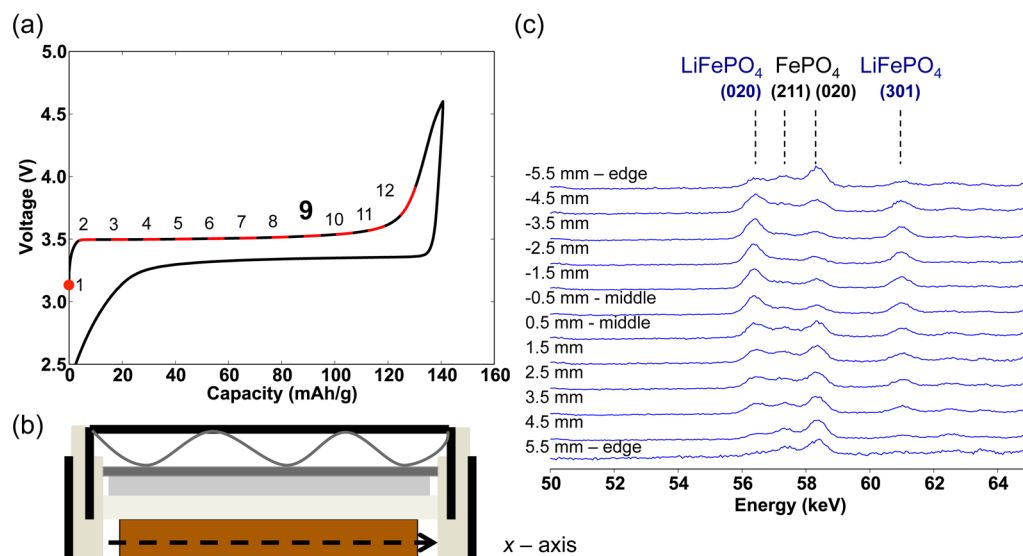 (a)
5.0
4.5
4.0
3.5
3.0
2.5
Voltage (V)
1
2 3 4 5 6 7 8 9 10 11 12
0 20 40 60 80 100 120 140 160
Capacity (mAh/g)
(b)
x – axis
(c)
LiFePO4 FePO4 LiFePO4
(020) (211) (020) (301)
-5.5 mm – edge
-4.5 mm
-3.5 mm
-2.5 mm
-1.5 mm
-0.5 mm - middle
0.5 mm - middle
1.5 mm
2.5 mm
3.5 mm
4.5 mm
5.5 mm – edge
50 52 54 56 58 60 62 64
Energy (keV)